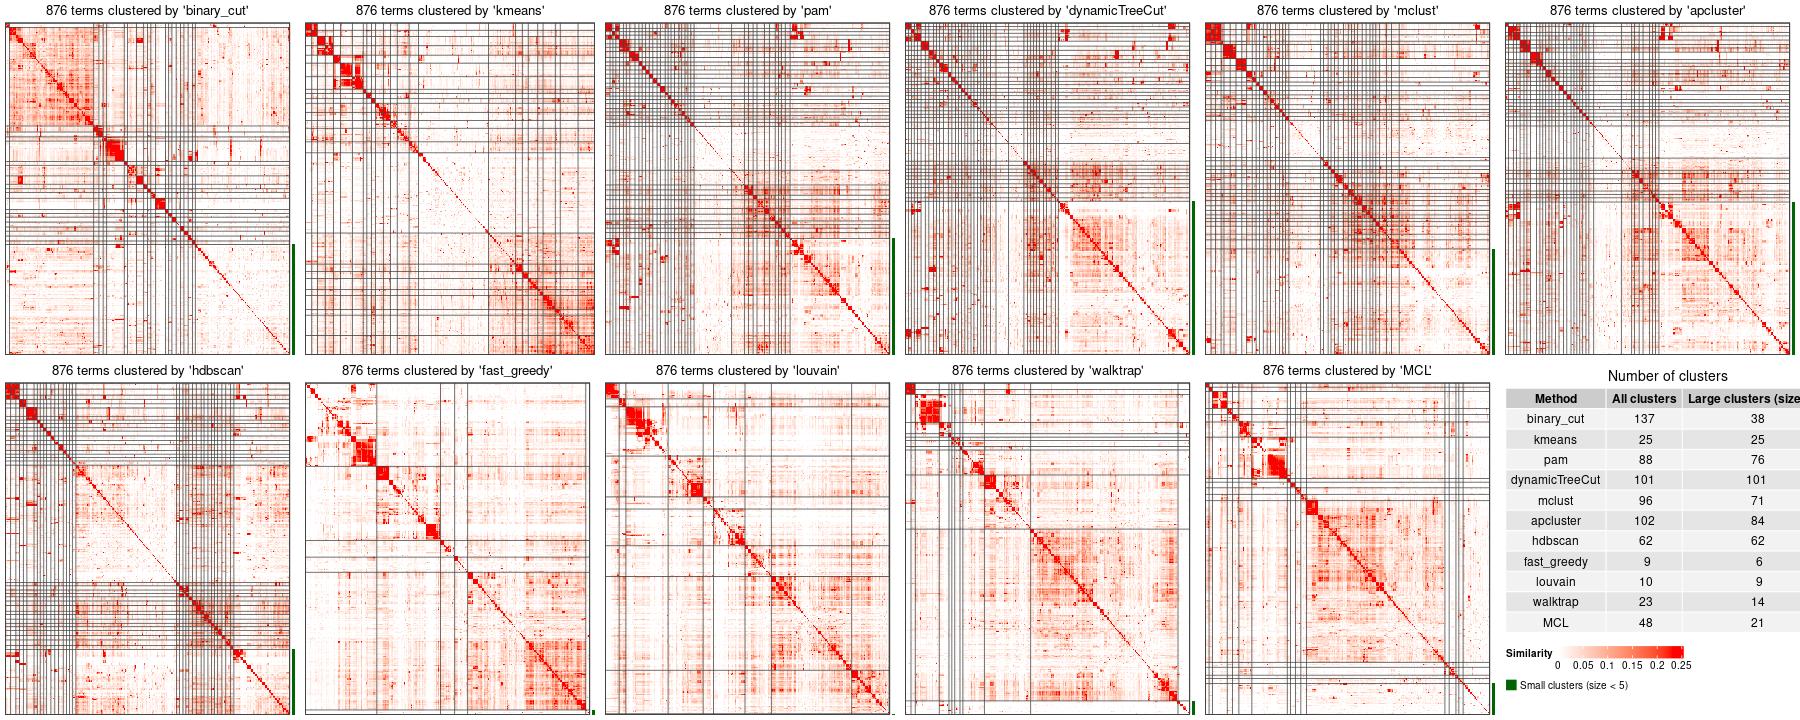 876 terms clustered by 'binary_cut'
876 terms clustered by 'kmeans'
876 terms clustered by 'pam'
876 terms clustered by 'dynamicTreeCut'
876 terms clustered by 'mclust'
876 terms clustered by 'apcluster'
876 terms clustered by 'hdbscan'
876 terms clustered by 'fast_greedy'
876 terms clustered by 'louvain'
876 terms clustered by 'walktrap'
876 terms clustered by 'MCL'
Number of clusters
Method All clusters Large clusters (size
binary_cut 137 38
kmeans 25 25
pam 88 76
dynamicTreeCut 101 101
mclust 96 71
apcluster 102 84
hdbscan 62 62
fast_greedy 9 6
louvain 10 9
walktrap 23 14
MCL 48 21
Similarity
0 0.05 0.1 0.15 0.2 0.25
Small clusters (size < 5)